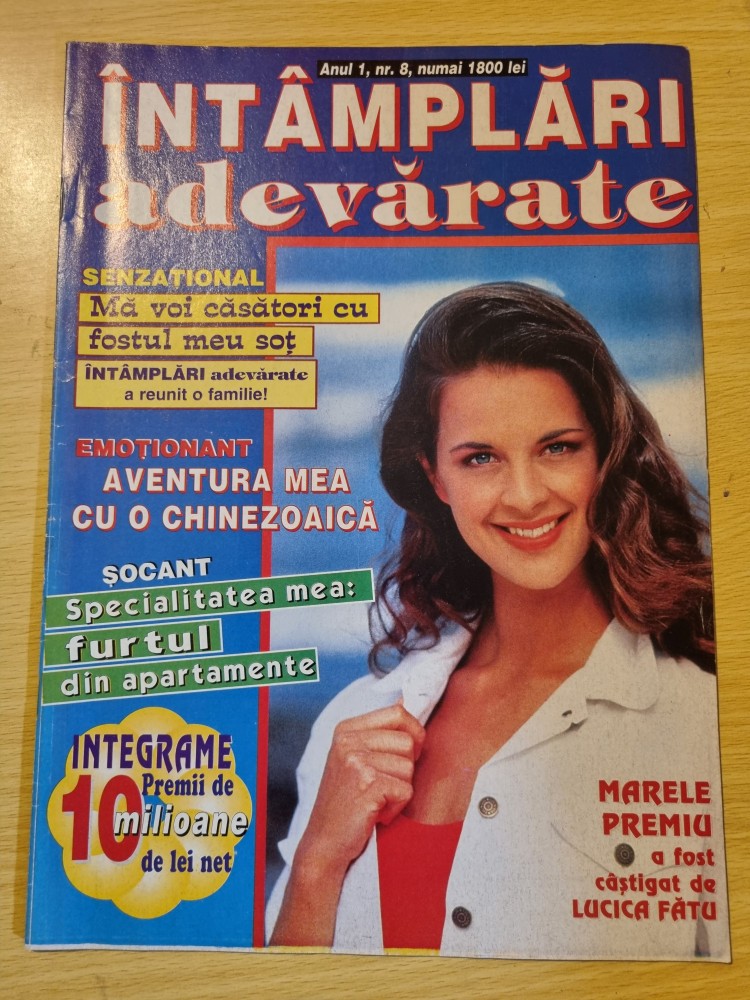 Anul 1, nr. 8, numai 1800 lei
ÎNTÂMPLĂRI
adevărate
SENZAȚIONAL
Mă voi căsători cu
fostul meu soț
ÎNTÂMPLĂRI adevărate
a reunit o familie!
EMOȚIONANT
AVENTURA MEA
CU O CHINEZOAICĂ
ȘOCANT
Specialitatea mea:
furtul
din apartamente
INTEGRAME
10 Premii de
milioane
de lei net
MARELE
PREMIU
a fost
câștigat de
LUCICA FĂTU